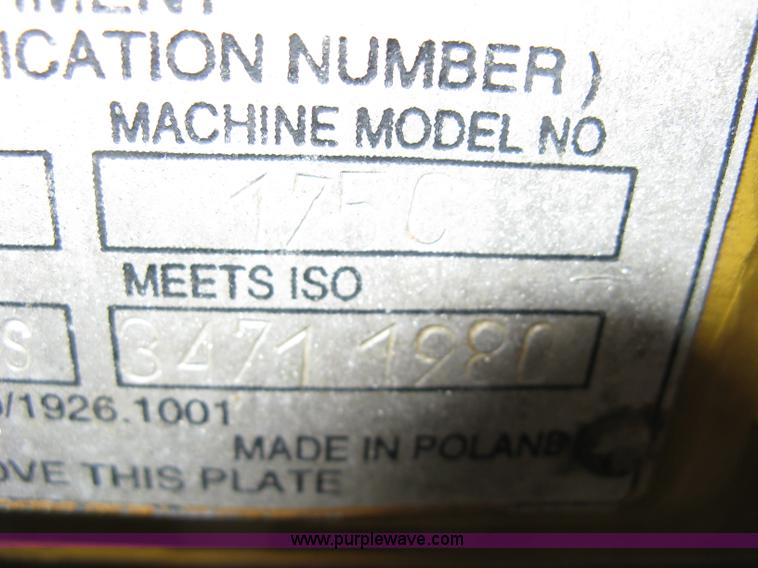 MENT
ICATION NUMBER )
MACHINE MODEL NO
175C
MEETS ISO
S 3471 1980
/1926.1001
MADE IN POLAND
OVE THIS PLATE
www.purplewave.com